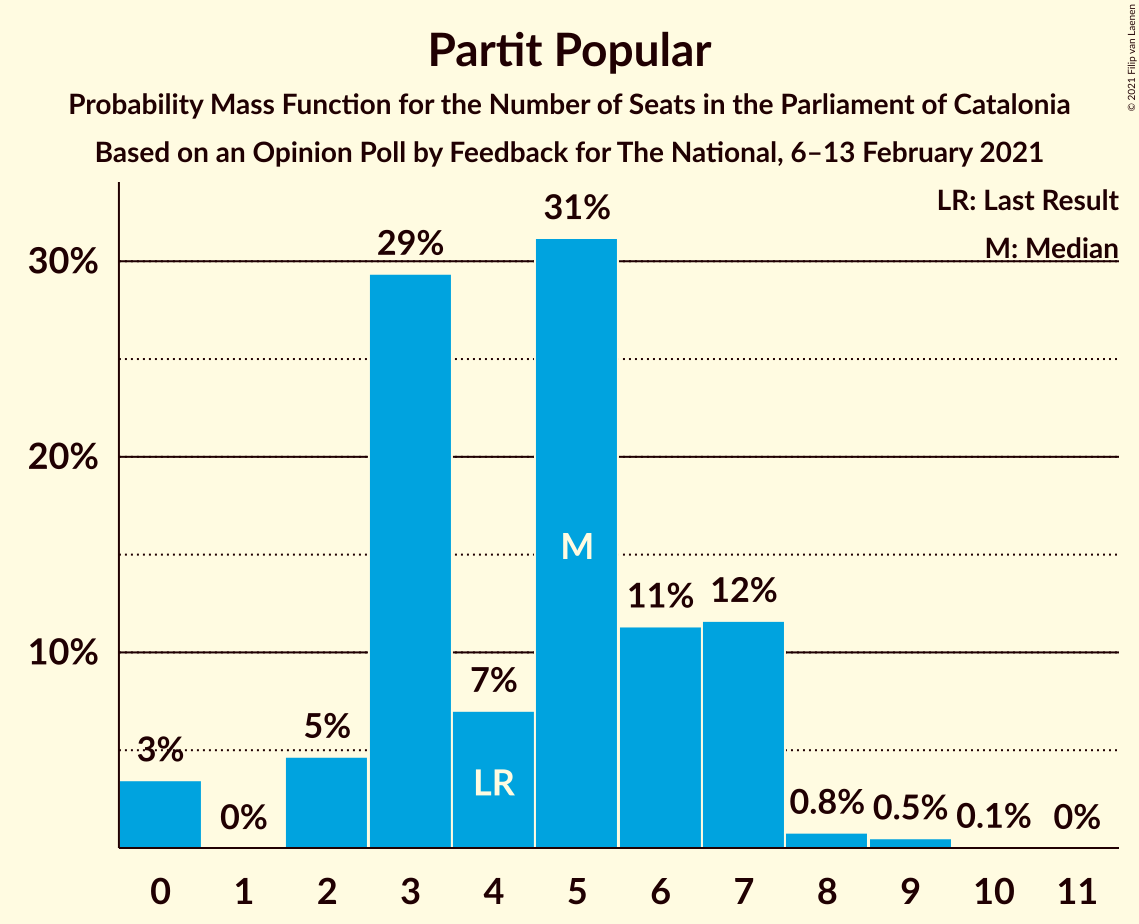 Partit Popular
Probability Mass Function for the Number of Seats in the Parliament of Catalonia
Based on an Opinion Poll by Feedback for The National, 6–13 February 2021
© 2021 Filip van Laenen
LR: Last Result
M: Median
30%
20%
10%
3%
0%
5%
29%
7%
31%
11%
12%
0.8%
0.5%
0.1%
0%
LR
M
0 1 2 3 4 5 6 7 8 9 10 11